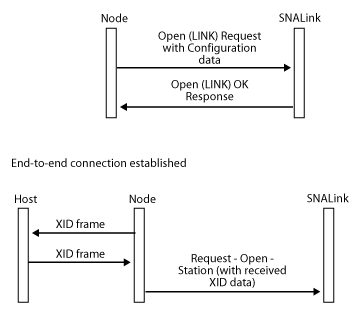 Node SNALink
Open (LINK) Request
with Configuration
data
Open (LINK) OK
Response
End-to-end connection established
Host Node SNALink
XID frame
XID frame
Request - Open -
Station (with received
XID data)